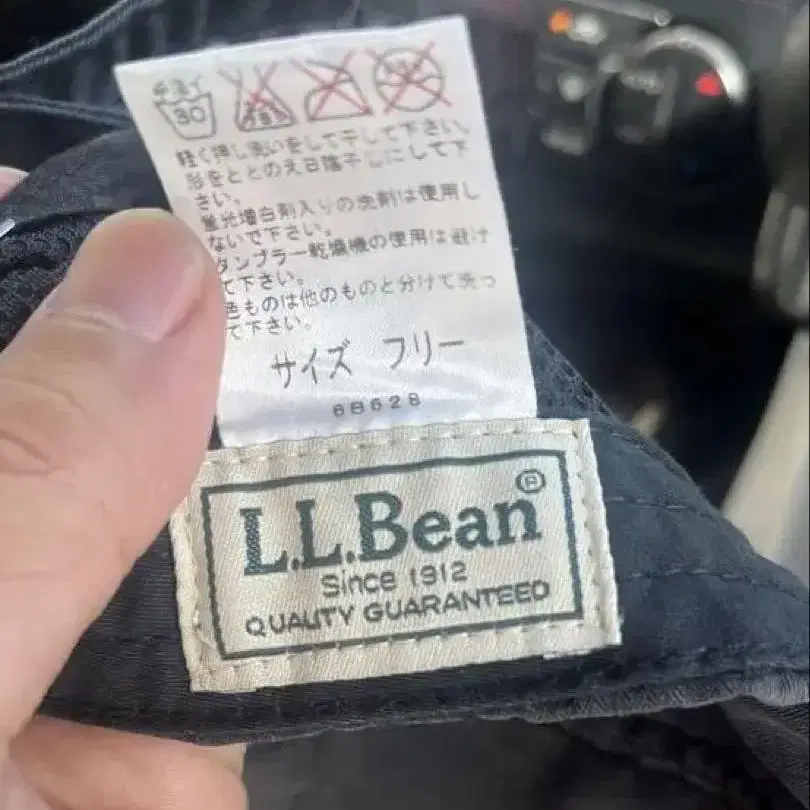 手洗イ
30
軽く押し洗いをして干して下さい。
形をととのえ日陰干しにして下
さい。
蛍光増白剤入りの洗剤は使用し
ないで下さい。
タンブラー乾燥機の使用は避け
て下さい。
色ものは他のものと分けて洗っ
て下さい。
サイズ フリー
68628
L.L.Bean®
Since 1912
QUALITY GUARANTEED